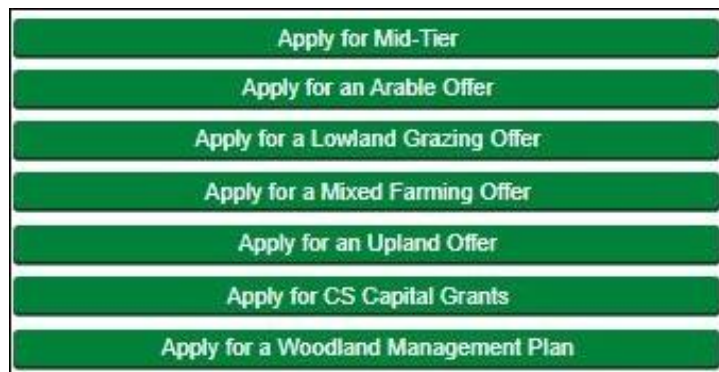 Apply for Mid-Tier
Apply for an Arable Offer
Apply for a Lowland Grazing Offer
Apply for a Mixed Farming Offer
Apply for an Upland Offer
Apply for CS Capital Grants
Apply for a Woodland Management Plan